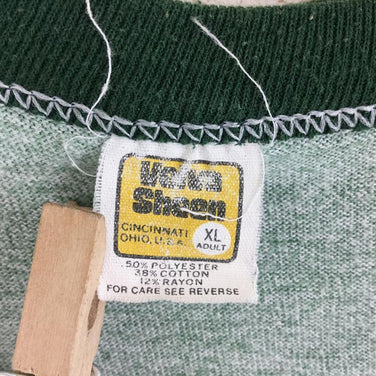 Velva
Sheen
CINCINNATI
OHIO, U.S.A.
XL
ADULT
50% POLYESTER
38% COTTON
12% RAYON
FOR CARE SEE REVERSE